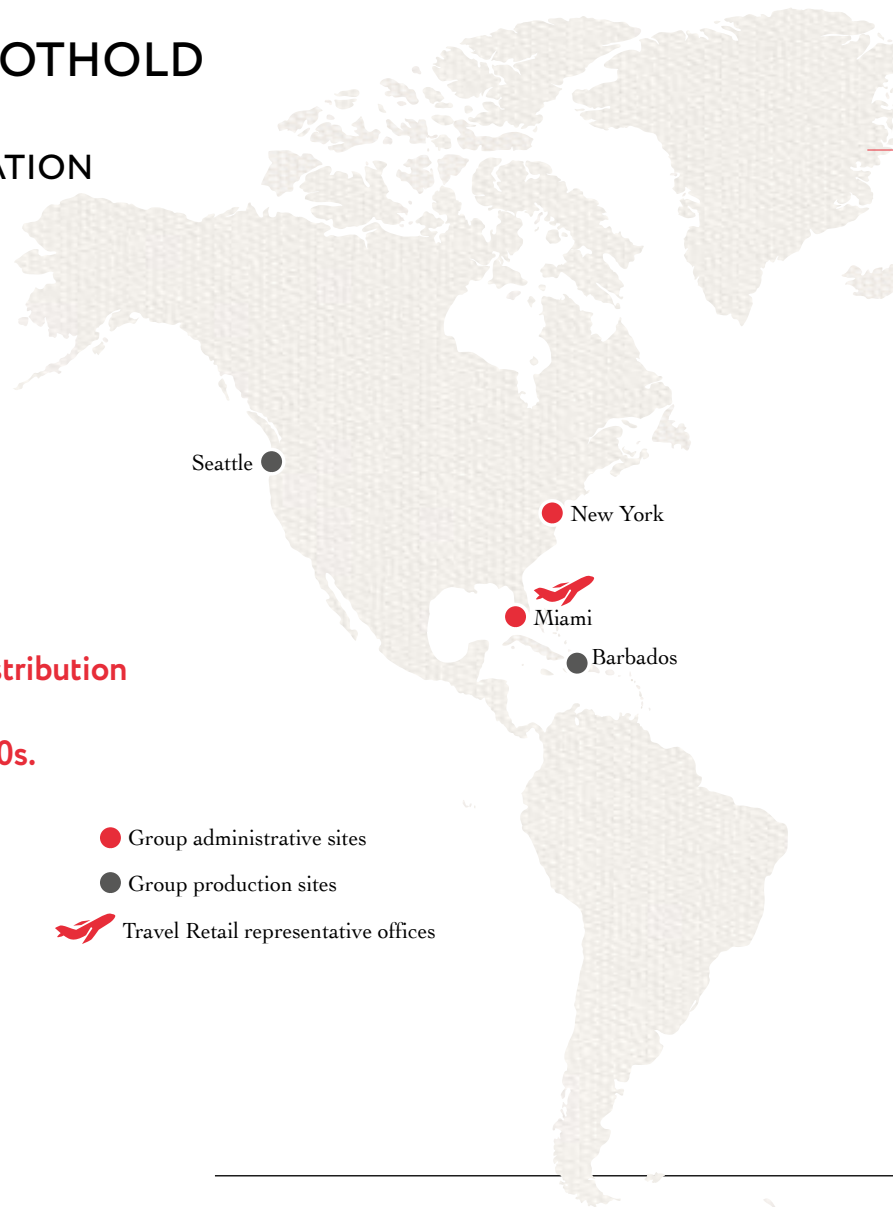 OTHOLD
ATION
Seattle
New York
Miami
Barbados
stribution
0s.
Group administrative sites
Group production sites
Travel Retail representative offices